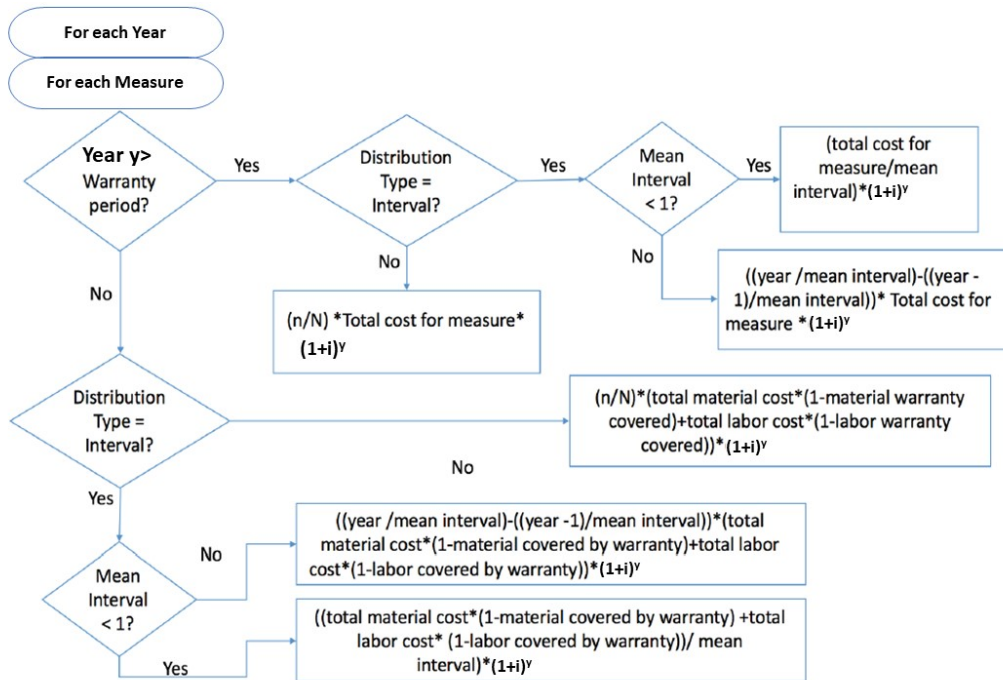 For each Year
For each Measure
Year y>
Warranty
period?
Yes
Distribution
Type =
Interval?
Yes
Mean
Interval
< 1?
Yes
(total cost for
measure/mean
interval)*(1+i)ʸ
No
No
No
((year /mean interval)-((year -
1)/mean interval))* Total cost for
measure *(1+i)ʸ
(n/N) *Total cost for measure*
(1+i)ʸ
Distribution
Type =
Interval?
(n/N)*(total material cost*(1-material warranty
covered)+total labor cost*(1-labor warranty
covered))*(1+i)ʸ
No
Yes
((year /mean interval)-((year -1)/mean interval))*(total
material cost*(1-material covered by warranty)+total labor
cost*(1-labor covered by warranty))*(1+i)ʸ
No
Mean
Interval
< 1?
((total material cost*(1-material covered by warranty) +total
labor cost* (1-labor covered by warranty))/ mean
interval)*(1+i)ʸ
Yes